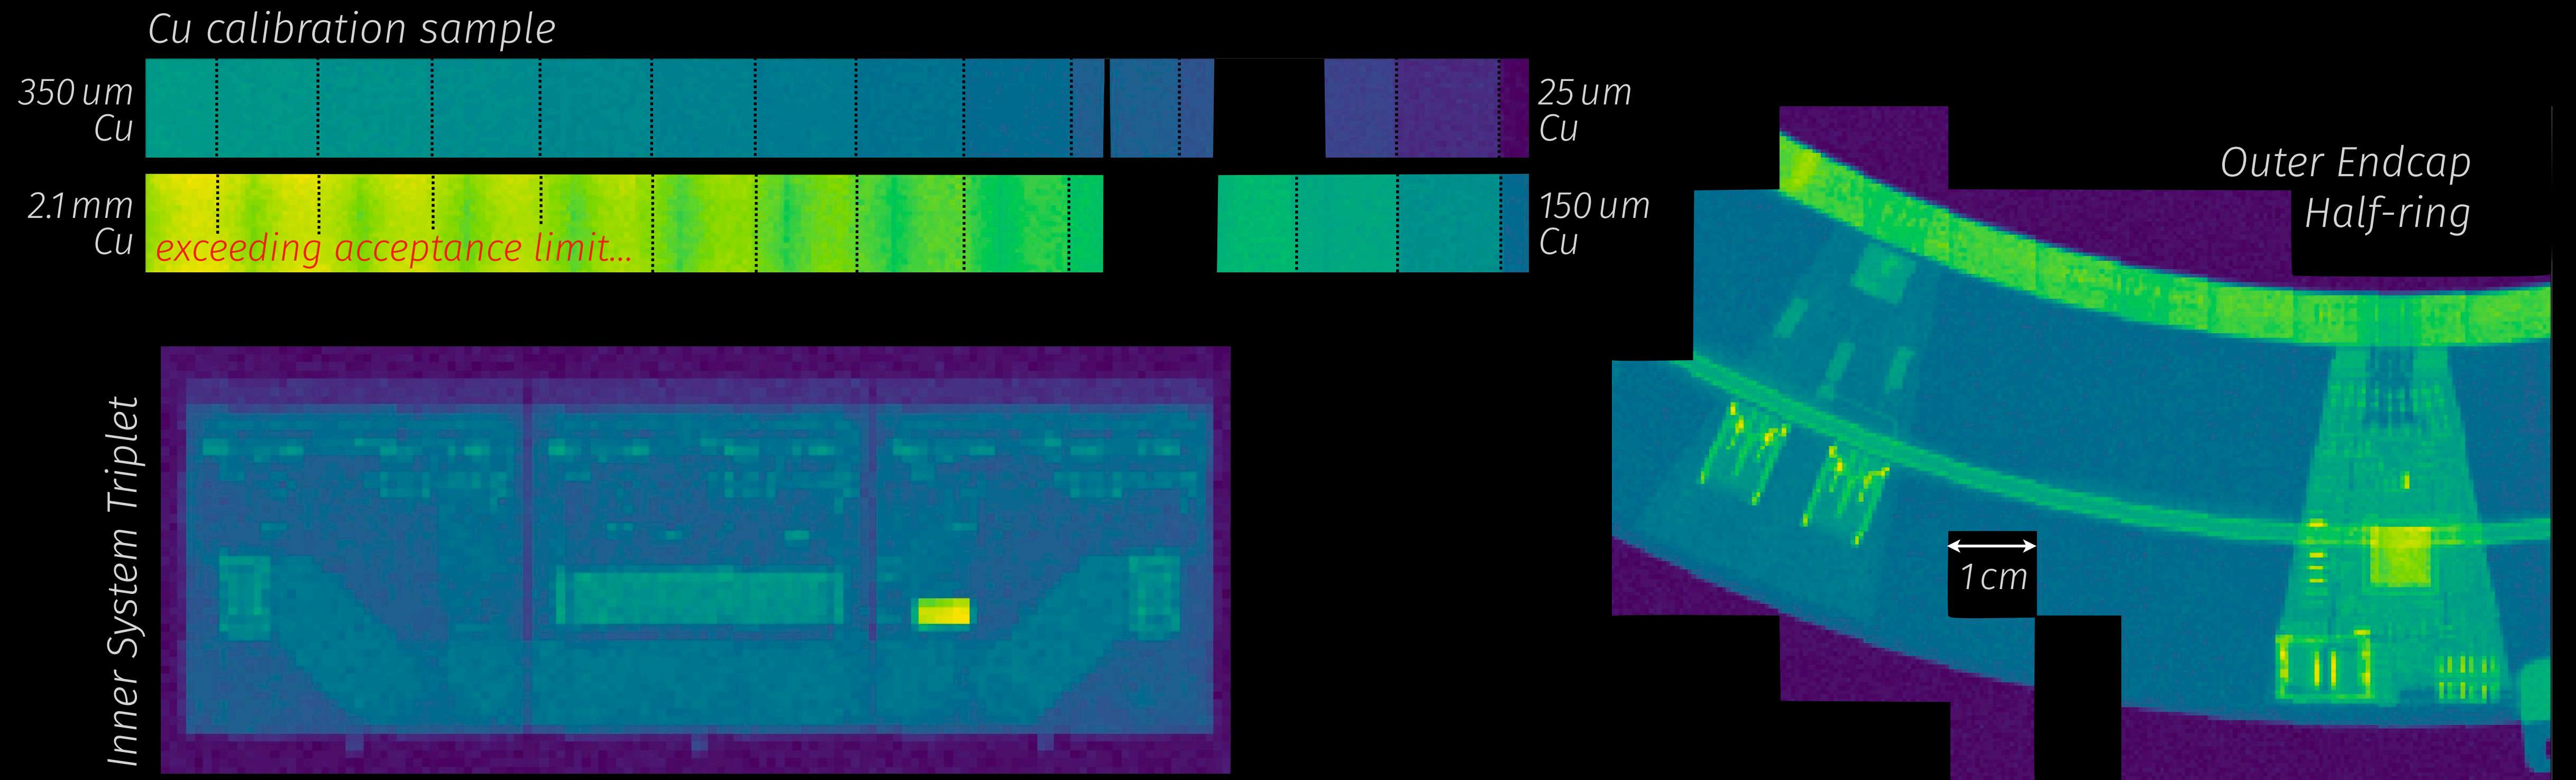 Cu calibration sample
350 um
Cu
25 um
Cu
2.1 mm
Cu
exceeding acceptance limit...
150 um
Cu
Outer Endcap
Half-ring
Inner System Triplet
1 cm